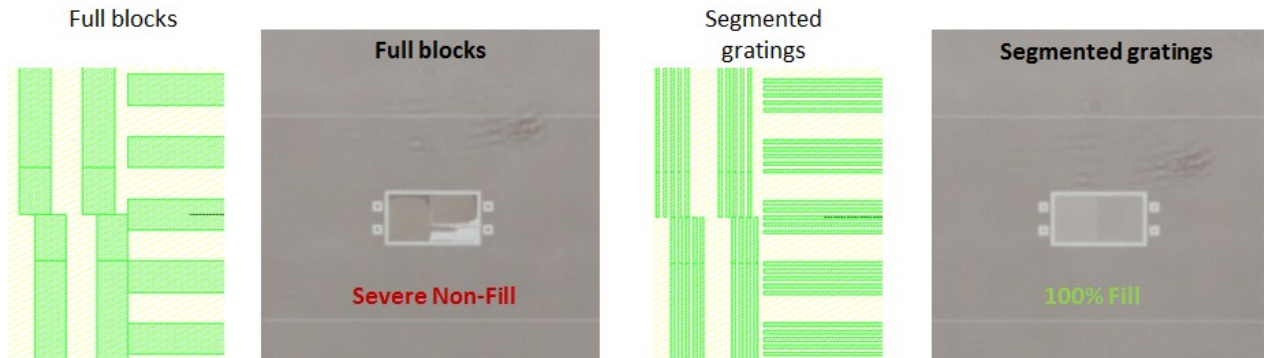 Full blocks
Full blocks
Severe Non-Fill
Segmented
gratings
Segmented gratings
100% Fill